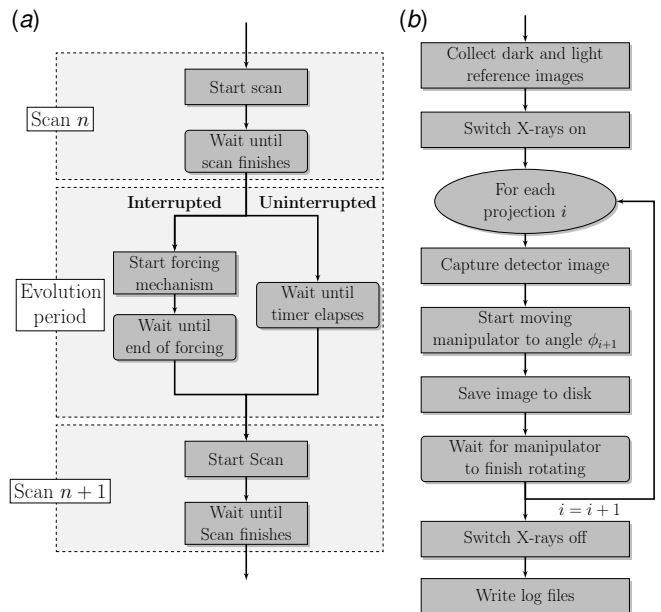 (a)
Start scan
Scan n
Wait until
scan finishes
Interrupted
Uninterrupted
Start forcing
mechanism
Evolution
period
Wait until
timer elapses
Wait until
end of forcing
Start Scan
Scan n + 1
Wait until
Scan finishes
(b)
Collect dark and light
reference images
Switch X-rays on
For each
projection i
Capture detector image
Start moving
manipulator to angle ϕᵢ₊₁
Save image to disk
Wait for manipulator
to finish rotating
i = i + 1
Switch X-rays off
Write log files